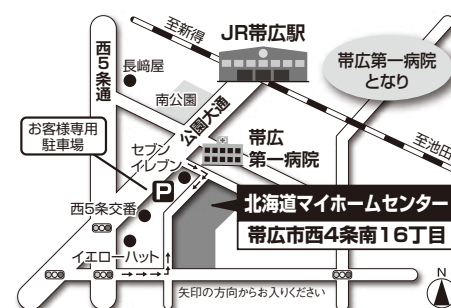 至新得
JR帯広駅
西5条通
長崎屋
帯広第一病院
となり
南公園
公園大通
お客様専用
駐車場
セブン
イレブン
帯広
第一病院
至池田
P
北海道マイホームセンター
西5条交番
帯広市西4条南16丁目
イエローハット
矢印の方向からお入りください
N